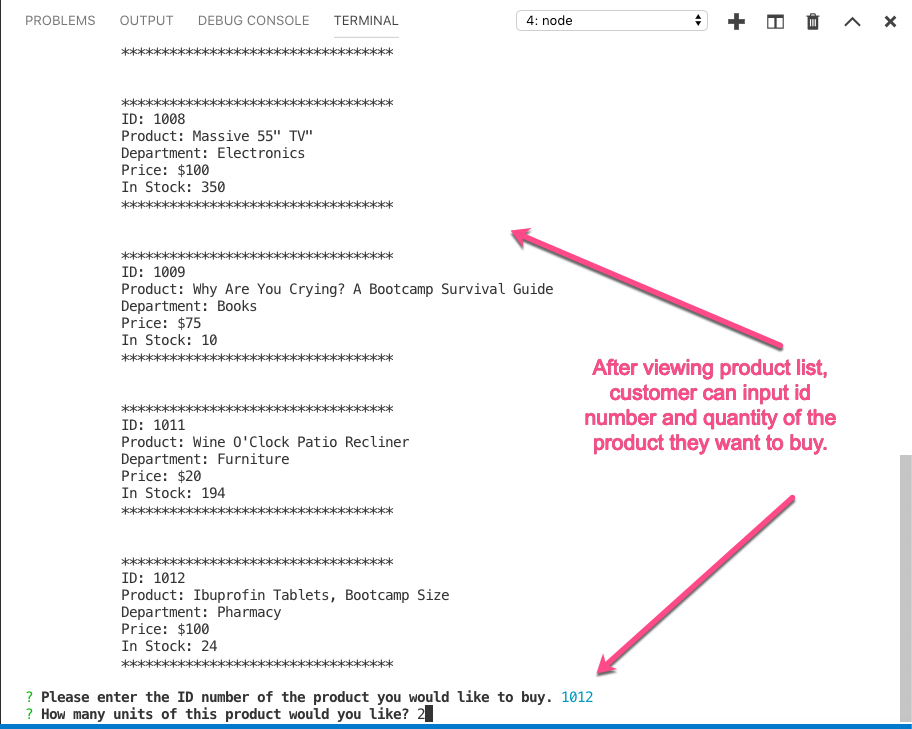 PROBLEMS OUTPUT DEBUG CONSOLE TERMINAL 4: node
**********************************
**********************************
ID: 1008
Product: Massive 55" TV"
Department: Electronics
Price: $100
In Stock: 350
**********************************
**********************************
ID: 1009
Product: Why Are You Crying? A Bootcamp Survival Guide
Department: Books
Price: $75
In Stock: 10
**********************************
After viewing product list,
customer can input id
number and quantity of the
product they want to buy.
**********************************
ID: 1011
Product: Wine O'Clock Patio Recliner
Department: Furniture
Price: $20
In Stock: 194
**********************************
**********************************
ID: 1012
Product: Ibuprofin Tablets, Bootcamp Size
Department: Pharmacy
Price: $100
In Stock: 24
**********************************
? Please enter the ID number of the product you would like to buy. 1012
? How many units of this product would you like? 2